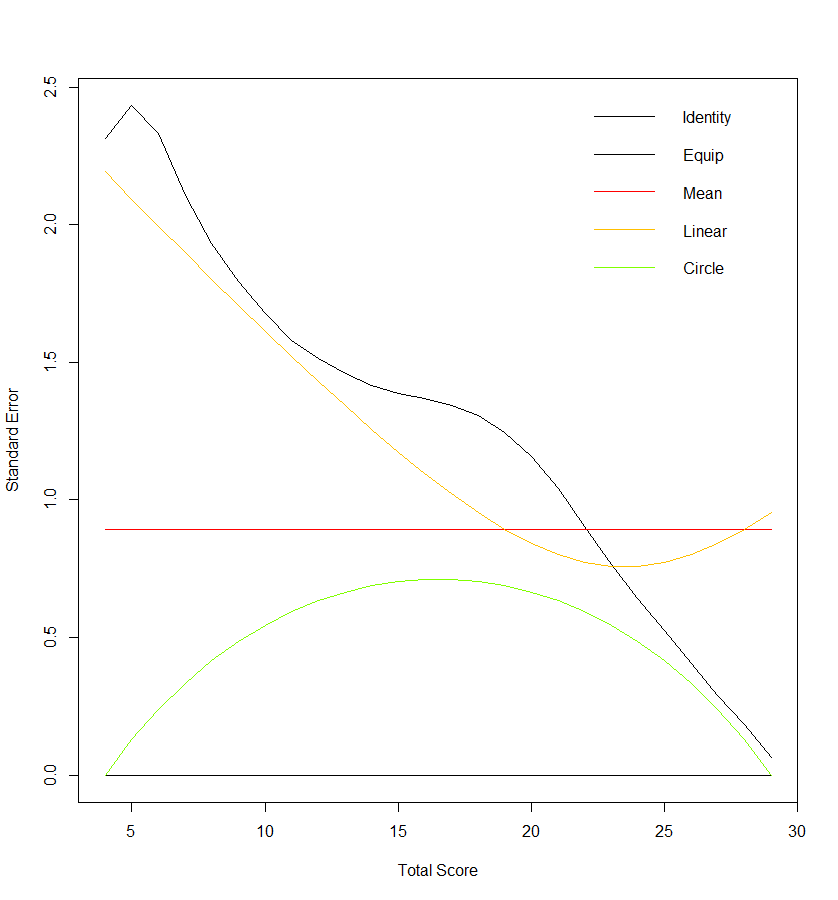 Identity
Equip
Mean
Linear
Circle
2.5
2.0
1.5
1.0
0.5
0.0
Standard Error
5 10 15 20 25 30
Total Score